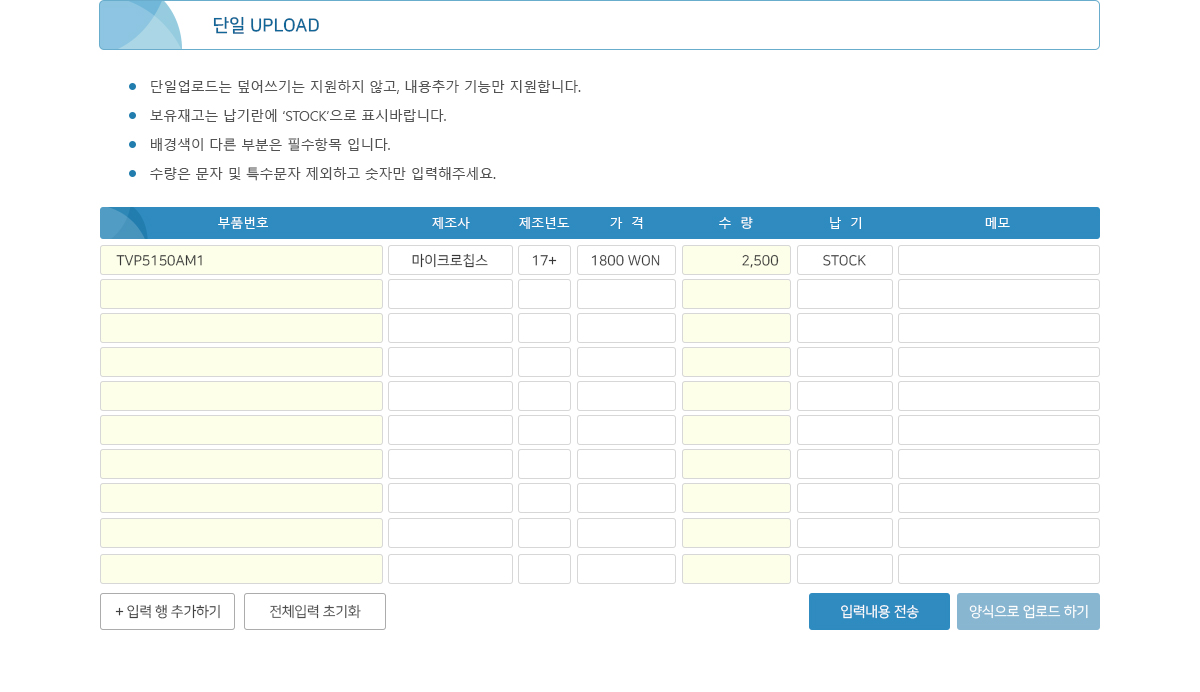 단일 UPLOAD
단일업로드는 덮어쓰기는 지원하지 않고, 내용추가 기능만 지원합니다.
보유재고는 납기란에 ‘STOCK’으로 표시바랍니다.
배경색이 다른 부분은 필수항목 입니다.
수량은 문자 및 특수문자 제외하고 숫자만 입력해주세요.
부품번호 제조사 제조년도 가 격 수 량 납 기 메모
TVP5150AM1 마이크로칩스 17+ 1800 WON 2,500 STOCK
+ 입력 행 추가하기 전체입력 초기화 입력내용 전송 양식으로 업로드 하기